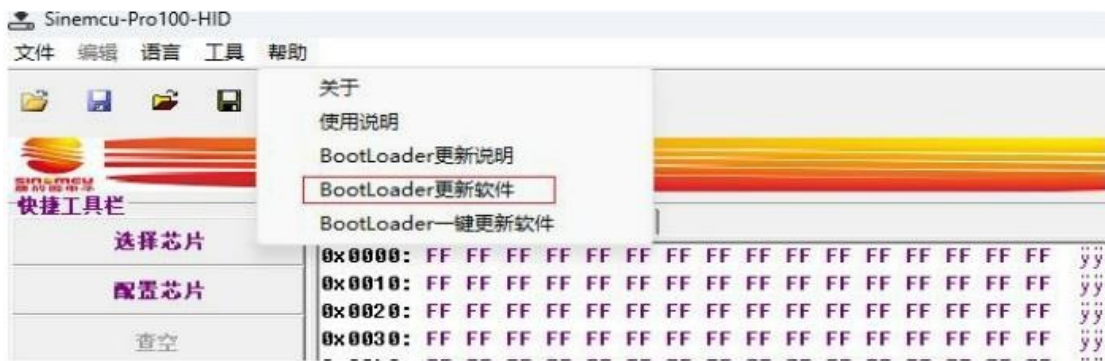 Sinemcu-Pro100-HID
文件 编辑 语言 工具 帮助
关于
使用说明
BootLoader更新说明
BootLoader更新软件
BootLoader一键更新软件
sinomcu
快捷工具栏
选择芯片
配置芯片
查空
0x0000: FF FF FF FF FF FF FF FF FF FF FF FF FF FF FF FF ÿÿ
0x0010: FF FF FF FF FF FF FF FF FF FF FF FF FF FF FF FF ÿÿ
0x0020: FF FF FF FF FF FF FF FF FF FF FF FF FF FF FF FF ÿÿ
0x0030: FF FF FF FF FF FF FF FF FF FF FF FF FF FF FF FF ÿÿ